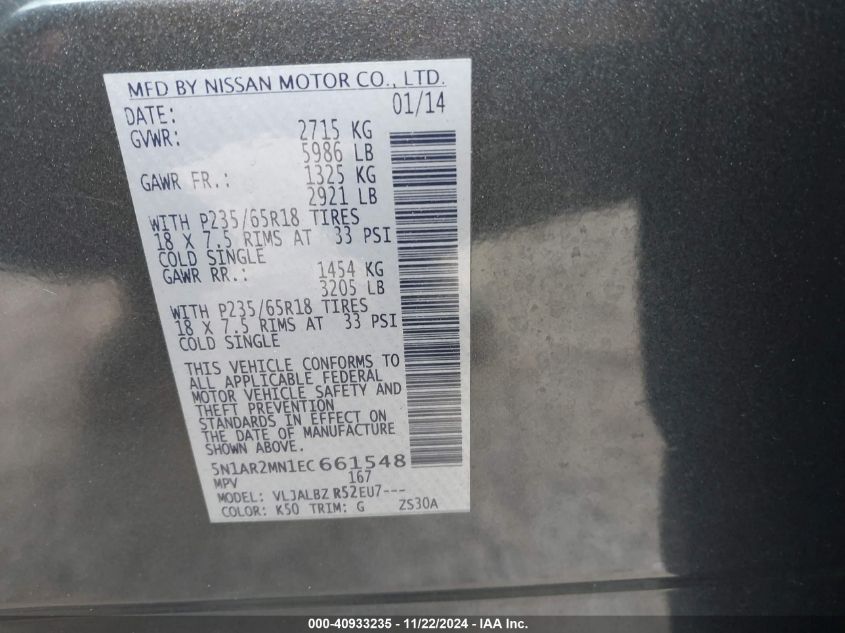 MFD BY NISSAN MOTOR CO., LTD.
DATE: 01/14
GVWR: 2715 KG
5986 LB
GAWR FR.: 1325 KG
2921 LB
WITH P235/65R18 TIRES
18 X 7.5 RIMS AT 33 PSI
COLD SINGLE
GAWR RR.: 1454 KG
3205 LB
WITH P235/65R18 TIRES
18 X 7.5 RIMS AT 33 PSI
COLD SINGLE
THIS VEHICLE CONFORMS TO
ALL APPLICABLE FEDERAL
MOTOR VEHICLE SAFETY AND
THEFT PREVENTION
STANDARDS IN EFFECT ON
THE DATE OF MANUFACTURE
SHOWN ABOVE.
5N1AR2MN1EC661548
MPV 167
MODEL: VLJALBZ R52EU7---
COLOR: K50 TRIM: G ZS30A
000-40933235 - 11/22/2024 - IAA Inc.